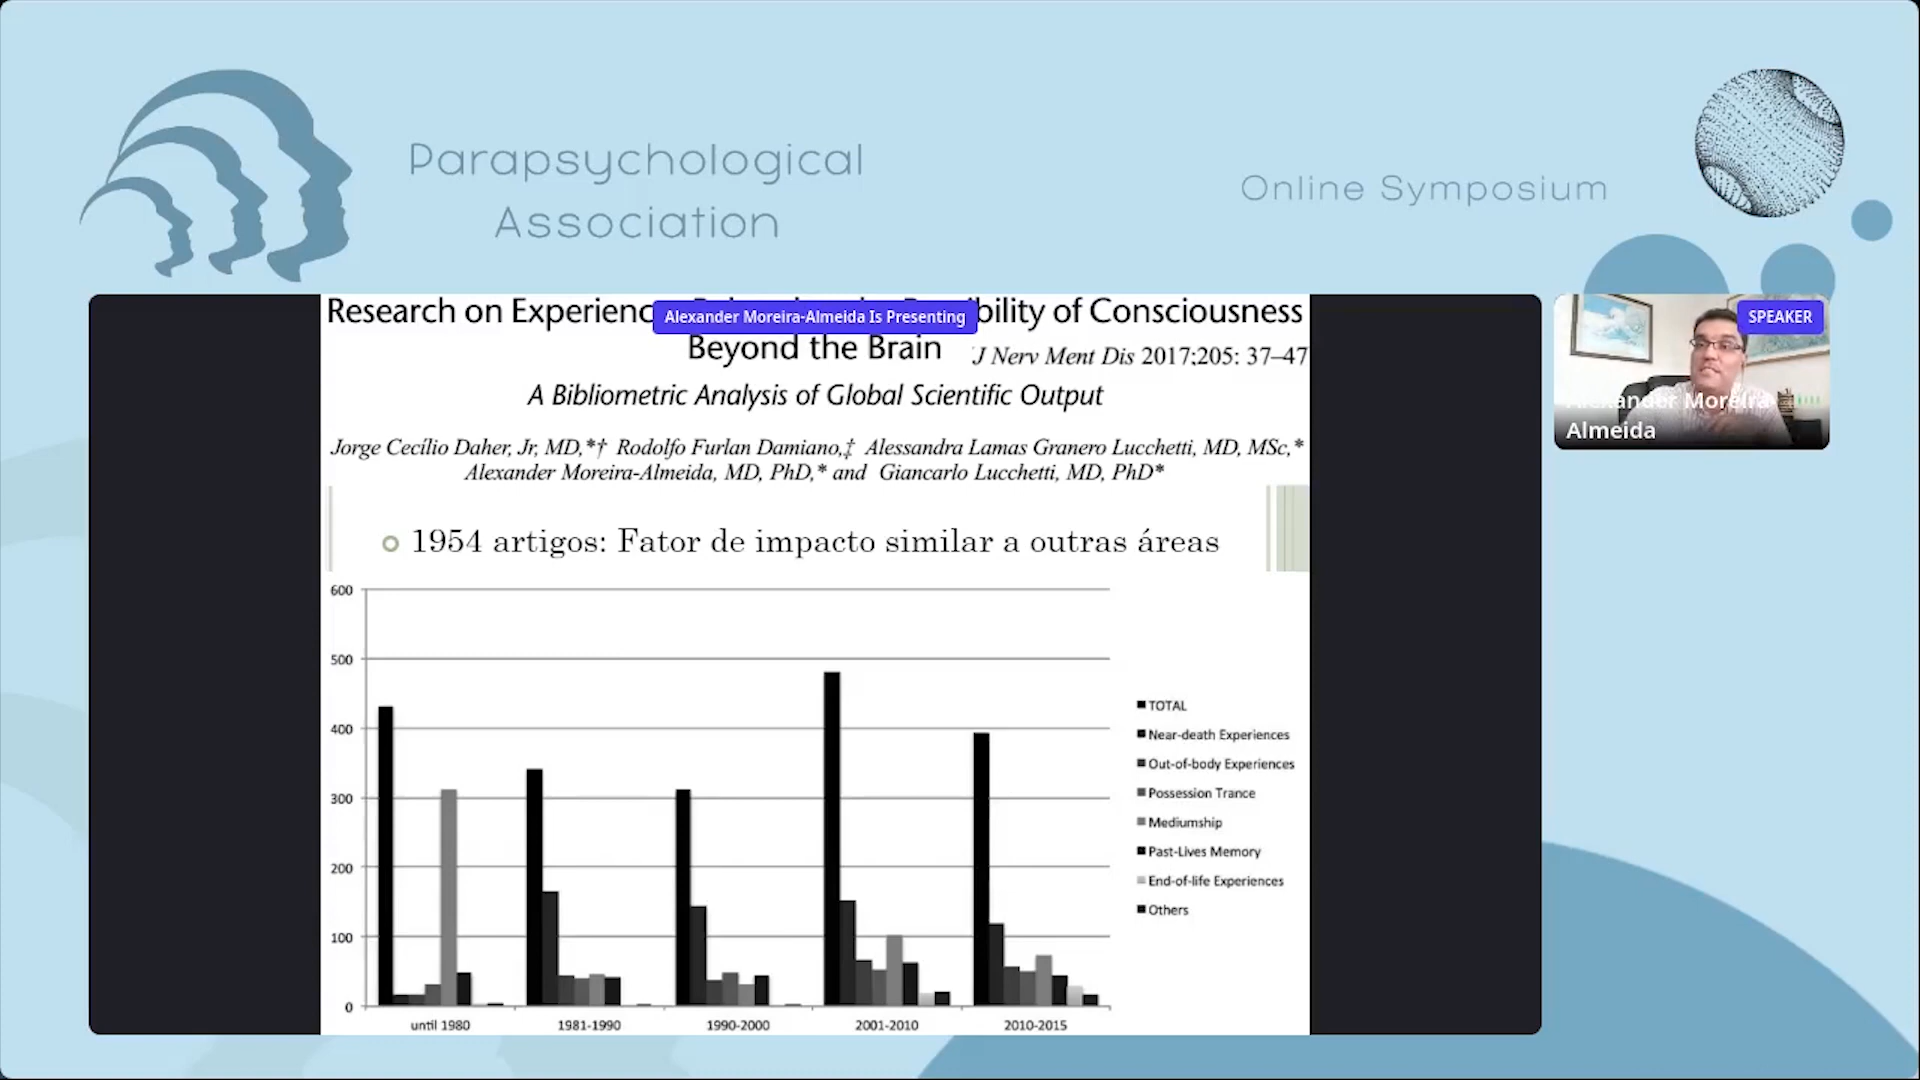 Parapsychological
Association
Online Symposium
Research on Experienc
bility of Consciousness
Alexander Moreira-Almeida Is Presenting
Beyond the Brain
J Nerv Ment Dis 2017;205: 37–47
A Bibliometric Analysis of Global Scientific Output
Jorge Cecílio Daher, Jr, MD,*† Rodolfo Furlan Damiano,‡ Alessandra Lamas Granero Lucchetti, MD, MSc,*
Alexander Moreira-Almeida, MD, PhD,* and Giancarlo Lucchetti, MD, PhD*
1954 artigos: Fator de impacto similar a outras áreas
600
500
400
300
200
100
0
until 1980
1981-1990
1990-2000
2001-2010
2010-2015
TOTAL
Near-death Experiences
Out-of-body Experiences
Possession Trance
Mediumship
Past-Lives Memory
End-of-life Experiences
Others
SPEAKER
Alexander Moreira-
Almeida